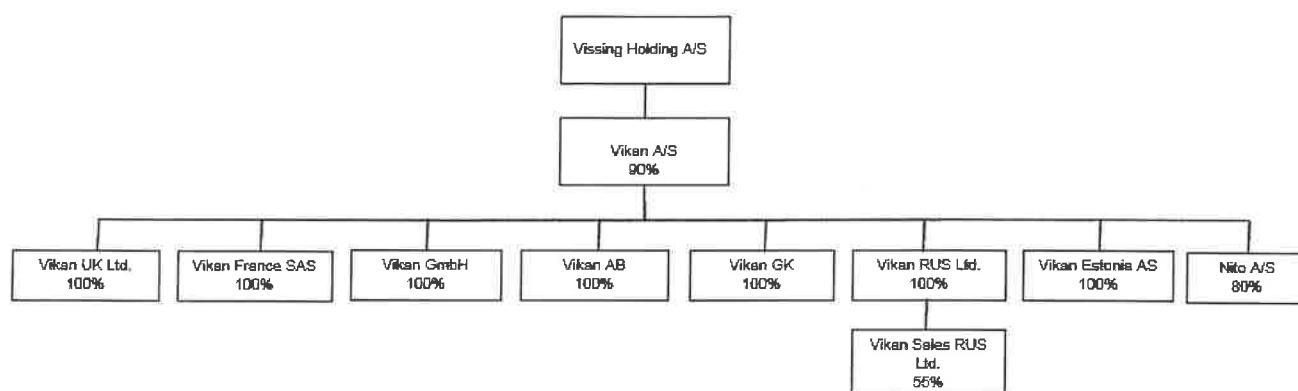 Vissing Holding A/S
Vikan A/S
90%
Vikan UK Ltd.
100%
Vikan France SAS
100%
Vikan GmbH
100%
Vikan AB
100%
Vikan GK
100%
Vikan RUS Ltd.
100%
Vikan Estonia AS
100%
Nito A/S
80%
Vikan Sales RUS
Ltd.
55%